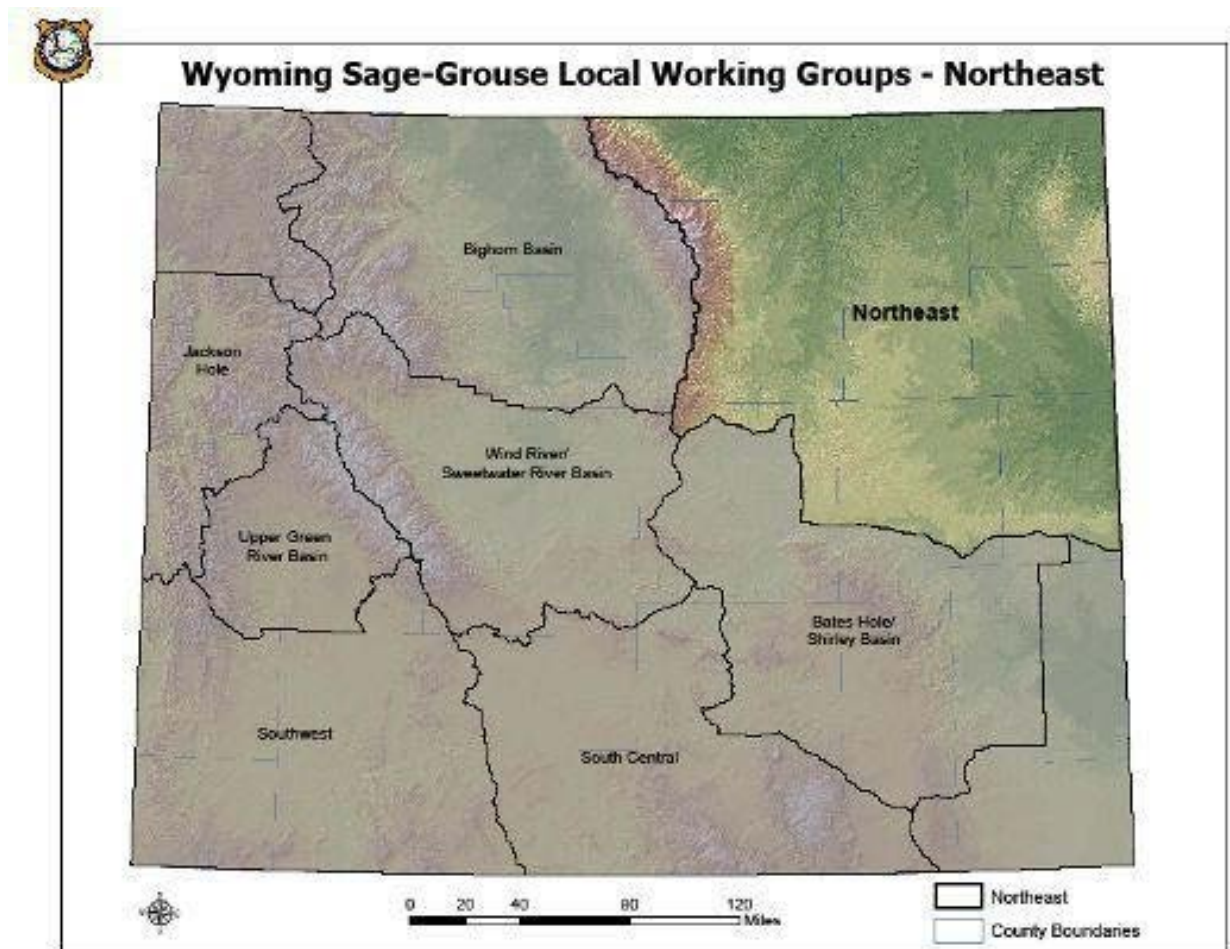 Wyoming Sage-Grouse Local Working Groups - Northeast
Bighorn Basin
Northeast
Jackson
Hole
Wind River/
Sweetwater River Basin
Upper Green
River Basin
Bates Hole/
Shirley Basin
Southwest
South Central
0 20 40 80 120
Miles
Northeast
County Boundaries